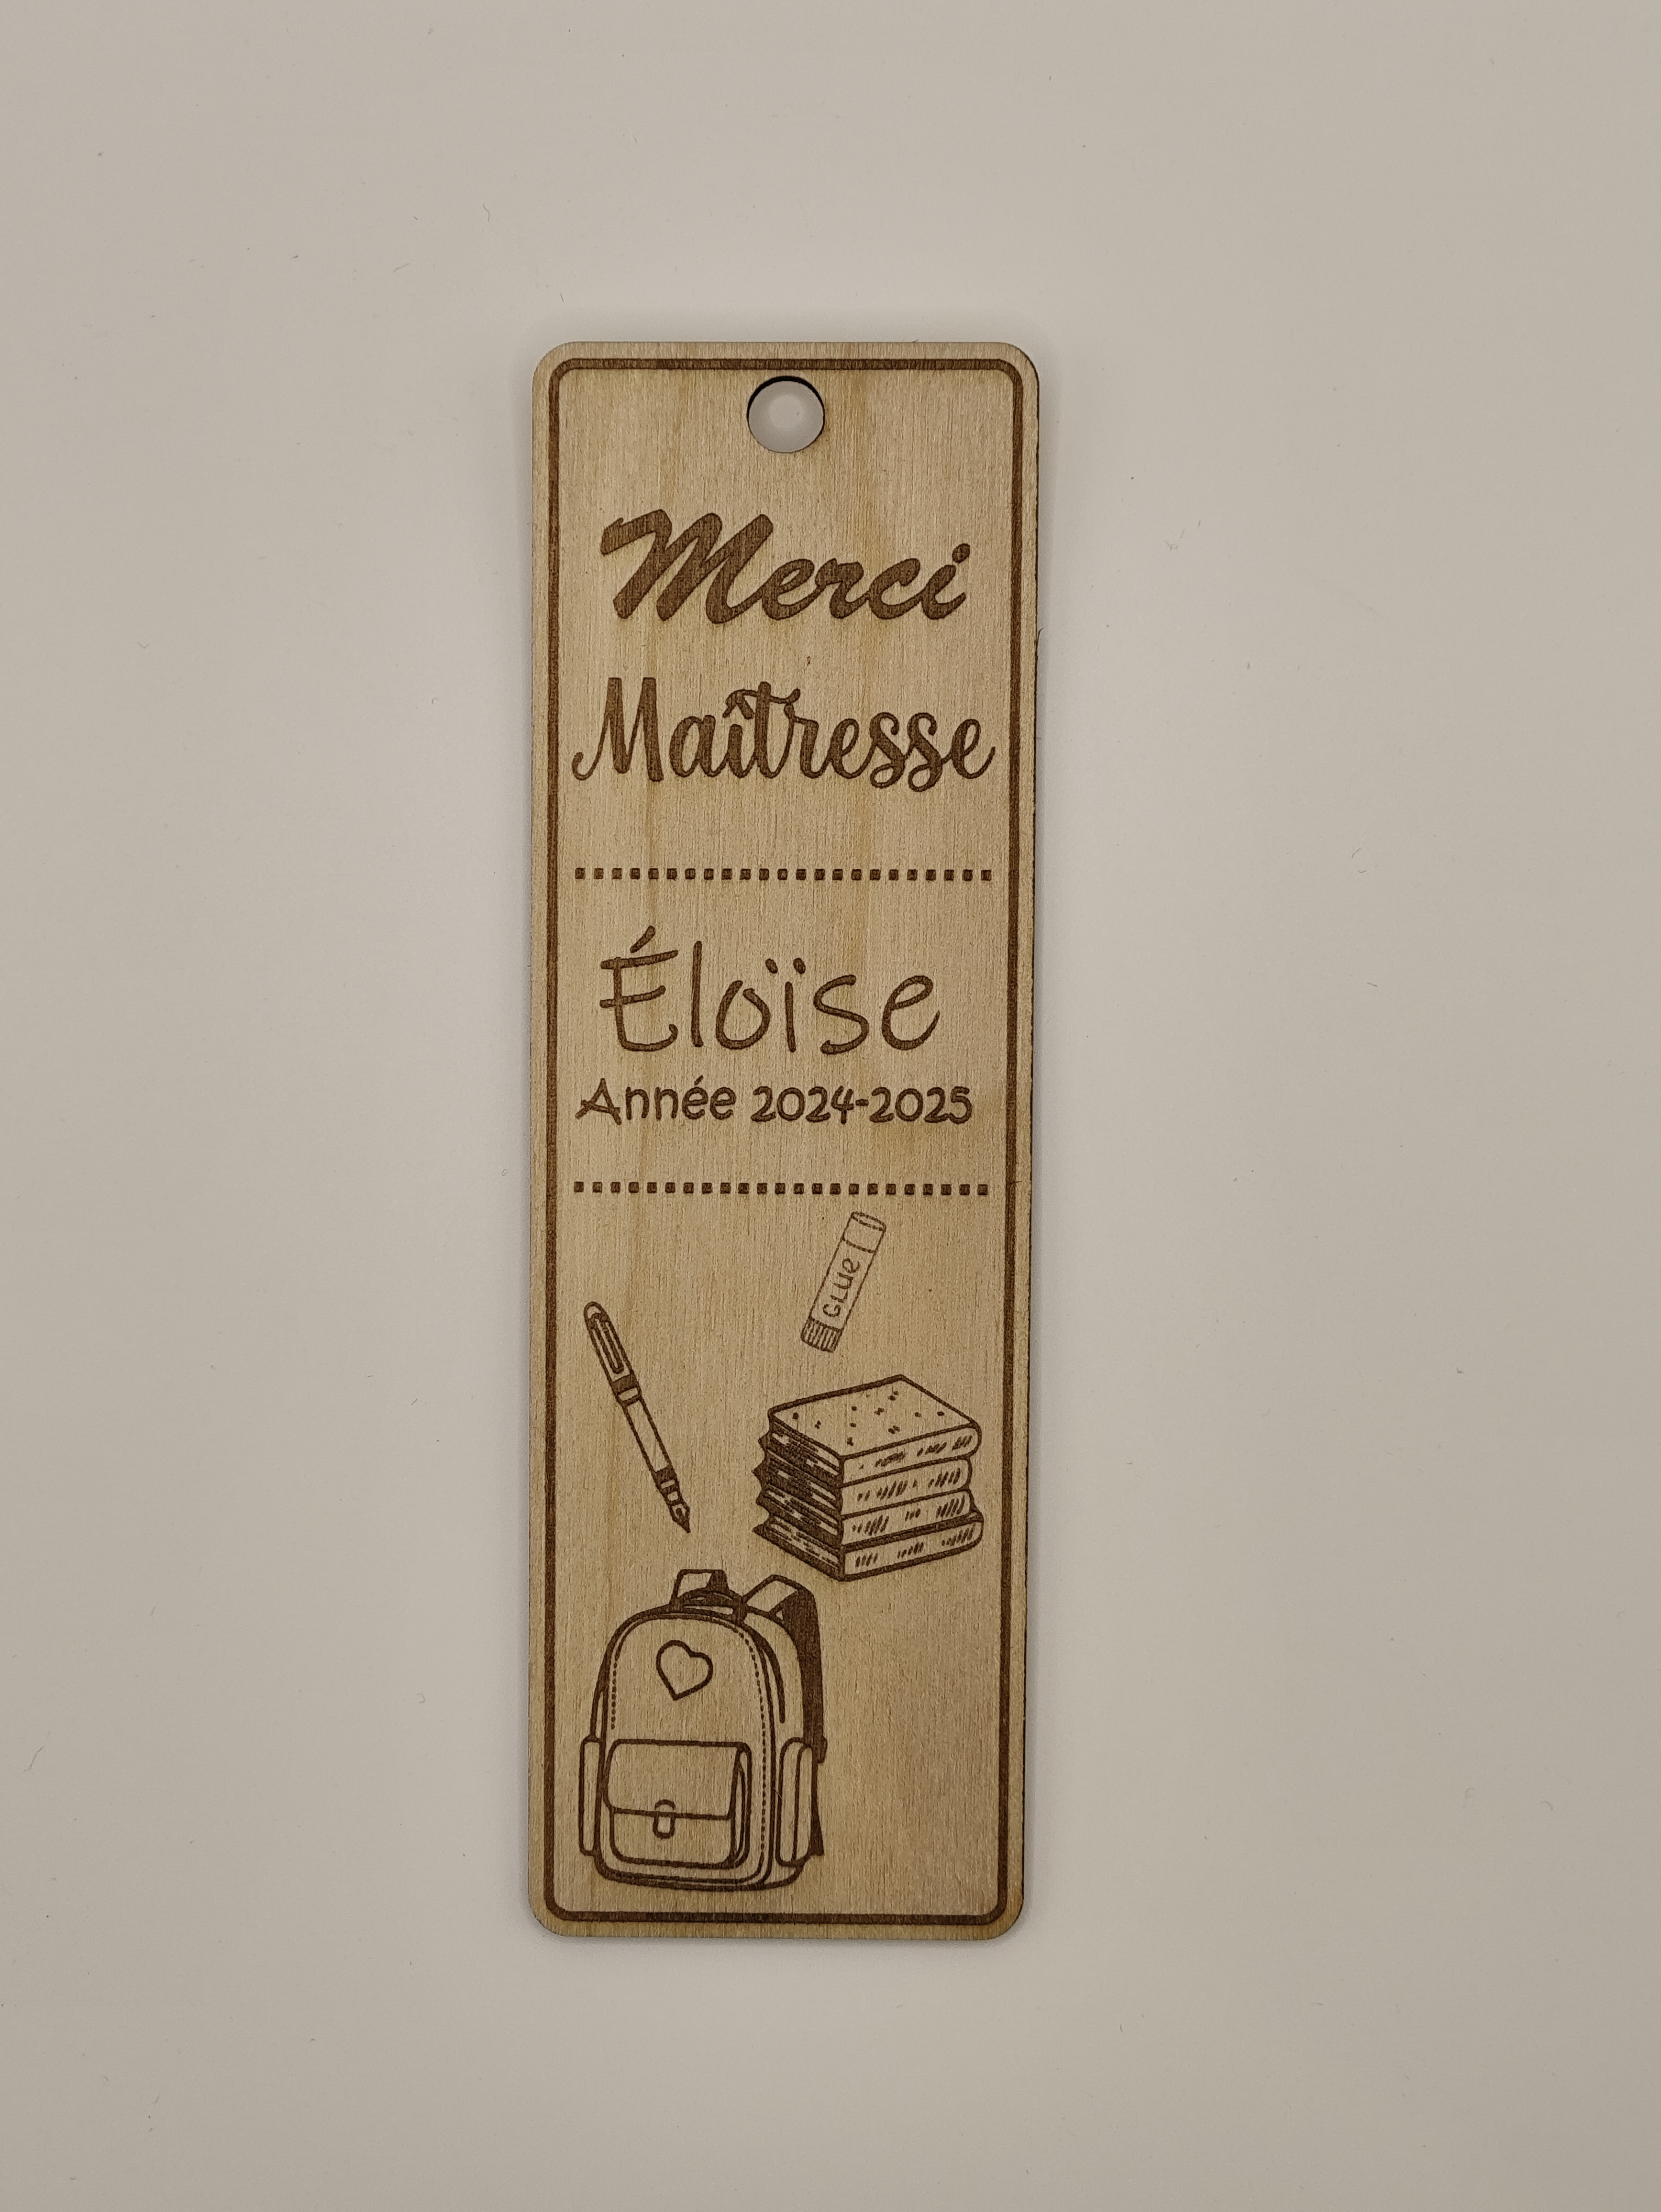 Merci
Maîtresse
Éloïse
Année 2024-2025
GLUE